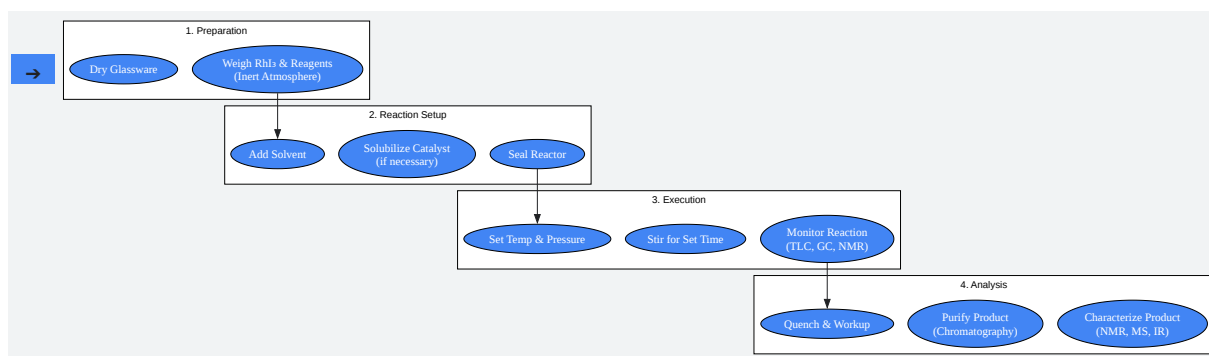 1. Preparation
Dry Glassware
Weigh RhI₃ & Reagents
(Inert Atmosphere)
➔
2. Reaction Setup
Add Solvent
Solubilize Catalyst
(if necessary)
Seal Reactor
3. Execution
Set Temp & Pressure
Stir for Set Time
Monitor Reaction
(TLC, GC, NMR)
4. Analysis
Quench & Workup
Purify Product
(Chromatography)
Characterize Product
(NMR, MS, IR)